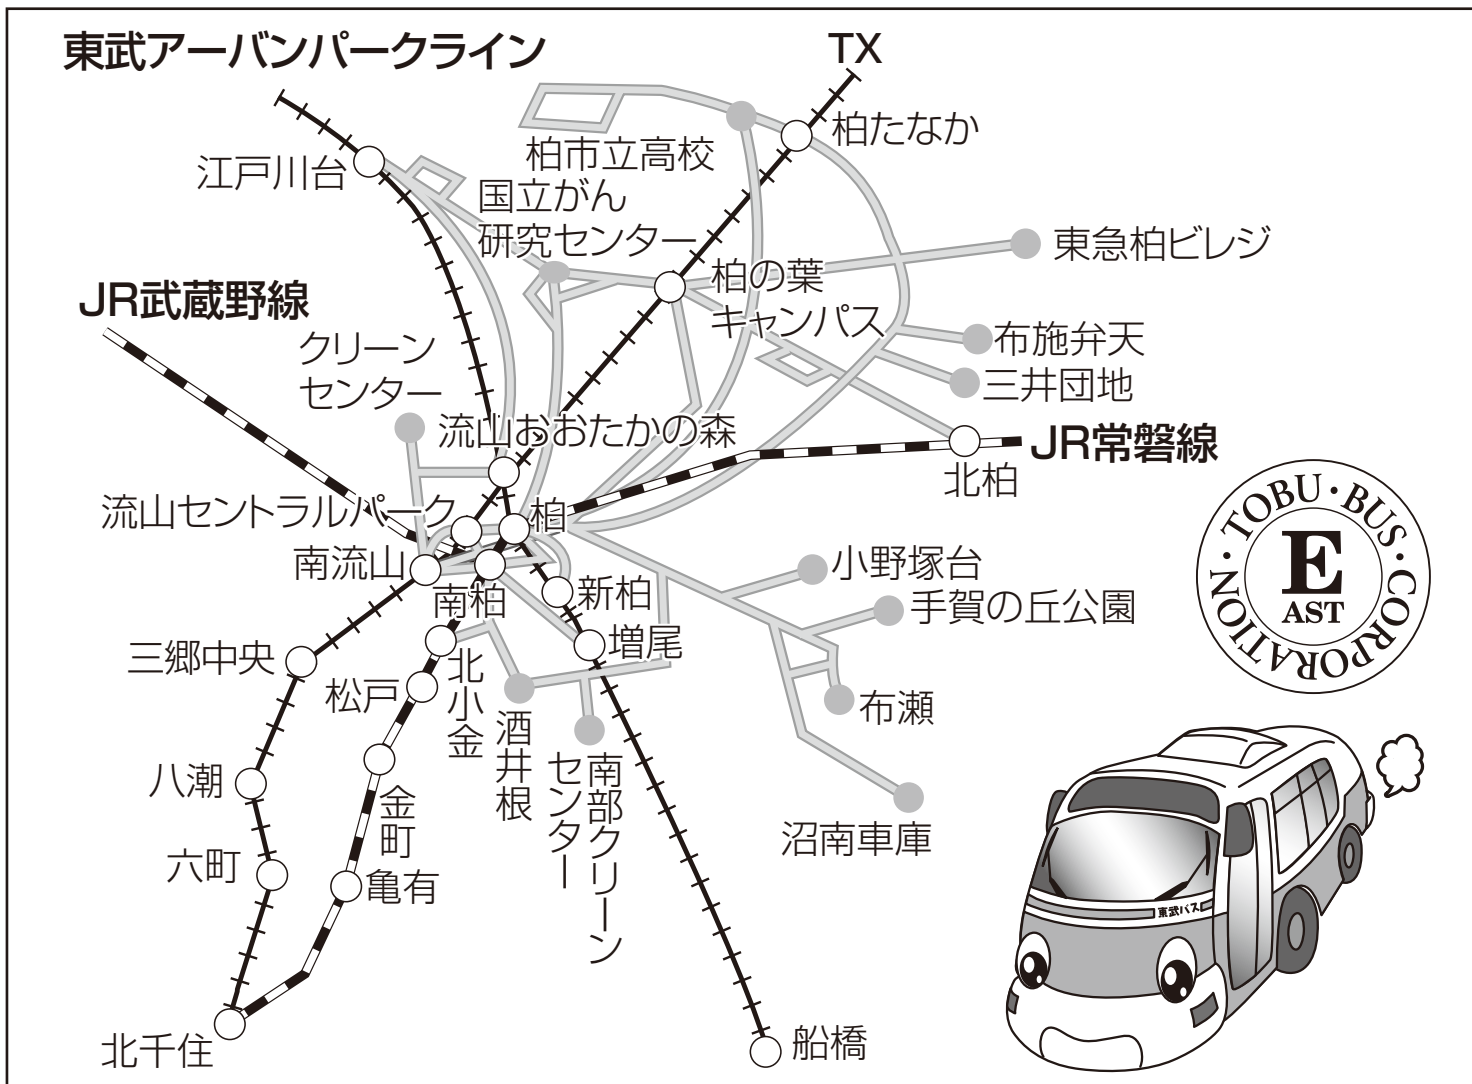 東武アーバンパークライン
TX
柏たなか
江戸川台
柏市立高校
国立がん
研究センター
東急柏ビレジ
柏の葉
キャンパス
JR武蔵野線
クリーン
センター
布施弁天
三井団地
流山おおたかの森
JR常磐線
北柏
流山セントラルパーク
柏
南流山
南柏
新柏
小野塚台
手賀の丘公園
増尾
三郷中央
北小金
松戸
酒井根
布瀬
南部クリーン
センター
八潮
金町
沼南車庫
六町
亀有
北千住
船橋
TOBU・BUS・CORPORATION・
E
AST
東武バス